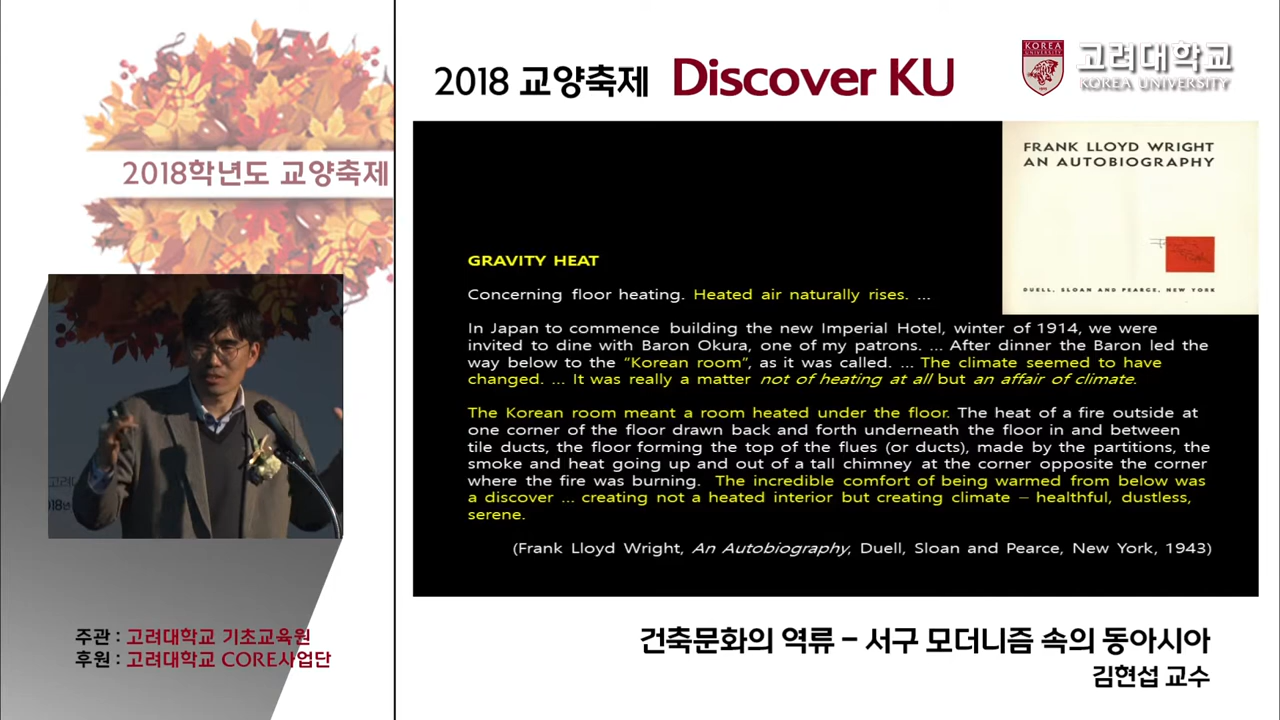 2018 교양축제 Discover KU
KOREA
UNIVERSITY
고려대학교
KOREA UNIVERSITY
2018학년도 교양축제
FRANK LLOYD WRIGHT
AN AUTOBIOGRAPHY
DUELL, SLOAN AND PEARCE, NEW YORK
GRAVITY HEAT
Concerning floor heating. Heated air naturally rises. ...
In Japan to commence building the new Imperial Hotel, winter of 1914, we were
invited to dine with Baron Okura, one of my patrons. ... After dinner the Baron led the
way below to the “Korean room”, as it was called. ... The climate seemed to have
changed. ... It was really a matter not of heating at all but an affair of climate.
The Korean room meant a room heated under the floor. The heat of a fire outside at
one corner of the floor drawn back and forth underneath the floor in and between
tile ducts, the floor forming the top of the flues (or ducts), made by the partitions, the
smoke and heat going up and out of a tall chimney at the corner opposite the corner
where the fire was burning. The incredible comfort of being warmed from below was
a discover ... creating not a heated interior but creating climate – healthful, dustless,
serene.
(Frank Lloyd Wright, An Autobiography, Duell, Sloan and Pearce, New York, 1943)
주관 : 고려대학교 기초교육원
후원 : 고려대학교 CORE사업단
건축문화의 역류 – 서구 모더니즘 속의 동아시아
김현섭 교수